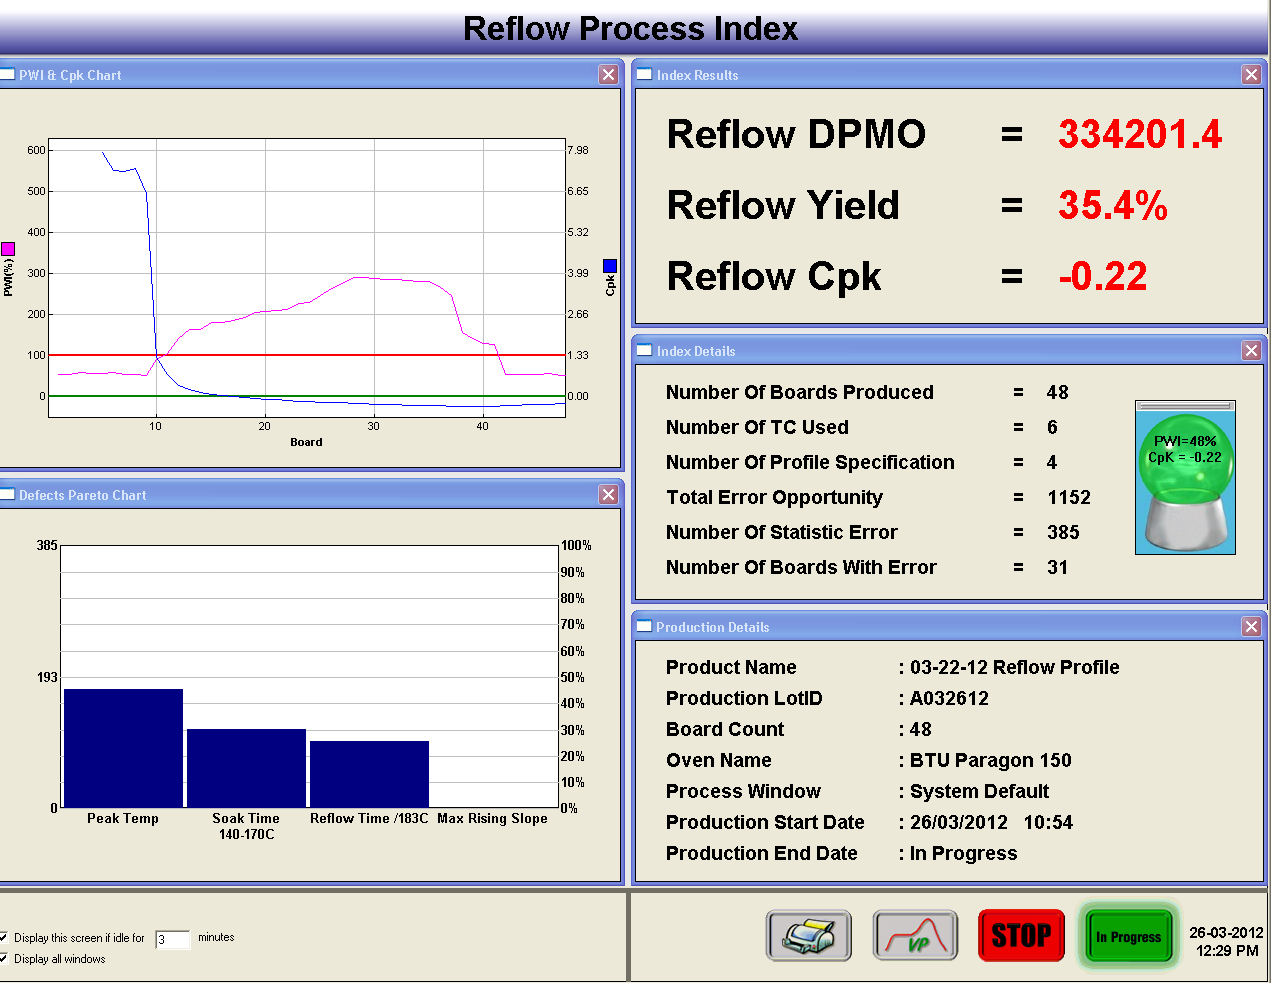 Reflow Process Index
PWI & Cpk Chart
600
500
400
300
200
100
0
PWI(%)
7.98
6.65
5.32
3.99
2.66
1.33
0.00
Cpk
10 20 30 40
Board
Defects Pareto Chart
385
193
0
100%
90%
80%
70%
60%
50%
40%
30%
20%
10%
0%
Peak Temp Soak Time Reflow Time /183C Max Rising Slope
140-170C
Index Results
Reflow DPMO = 334201.4
Reflow Yield = 35.4%
Reflow Cpk = -0.22
Index Details
Number Of Boards Produced = 48
Number Of TC Used = 6
Number Of Profile Specification = 4
Total Error Opportunity = 1152
Number Of Statistic Error = 385
Number Of Boards With Error = 31
PWI=48%
CpK = -0.22
Production Details
Product Name : 03-22-12 Reflow Profile
Production LotID : A032612
Board Count : 48
Oven Name : BTU Paragon 150
Process Window : System Default
Production Start Date : 26/03/2012 10:54
Production End Date : In Progress
Display this screen if idle for 3 minutes
Display all windows
VP
STOP
In Progress
26-03-2012
12:29 PM